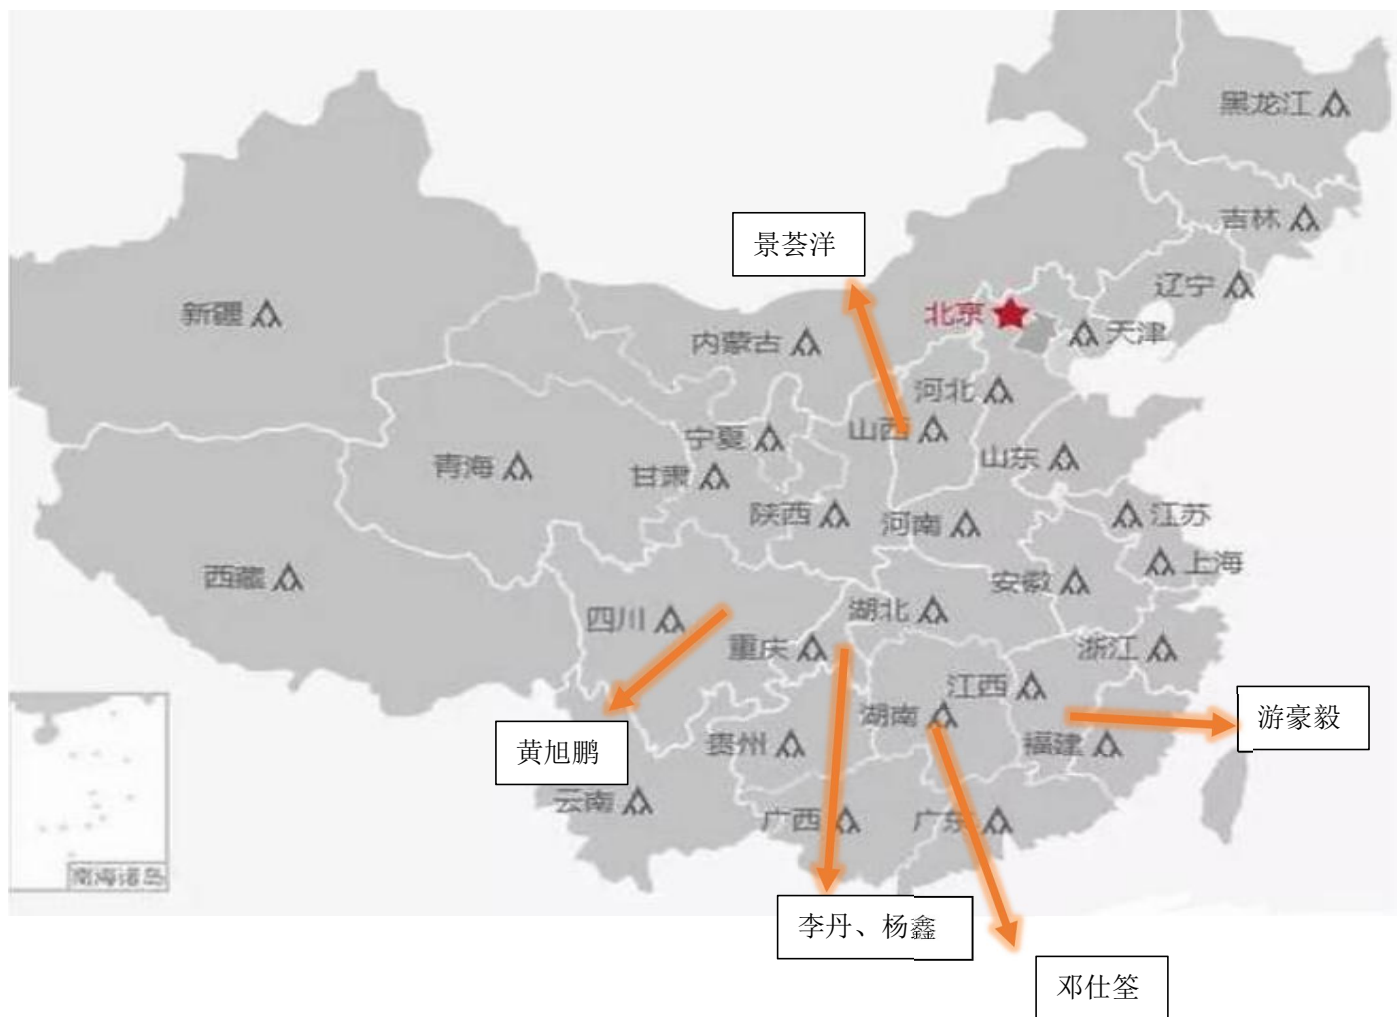 黑龙江
吉林
景荟洋
辽宁
新疆
北京
天津
内蒙古
河北
山西
宁夏
山东
青海
甘肃
陕西
河南
江苏
上海
西藏
安徽
湖北
四川
重庆
浙江
江西
湖南
游豪毅
黄旭鹏
贵州
福建
云南
广西
广东
南海诸岛
李丹、杨鑫
邓仕筌